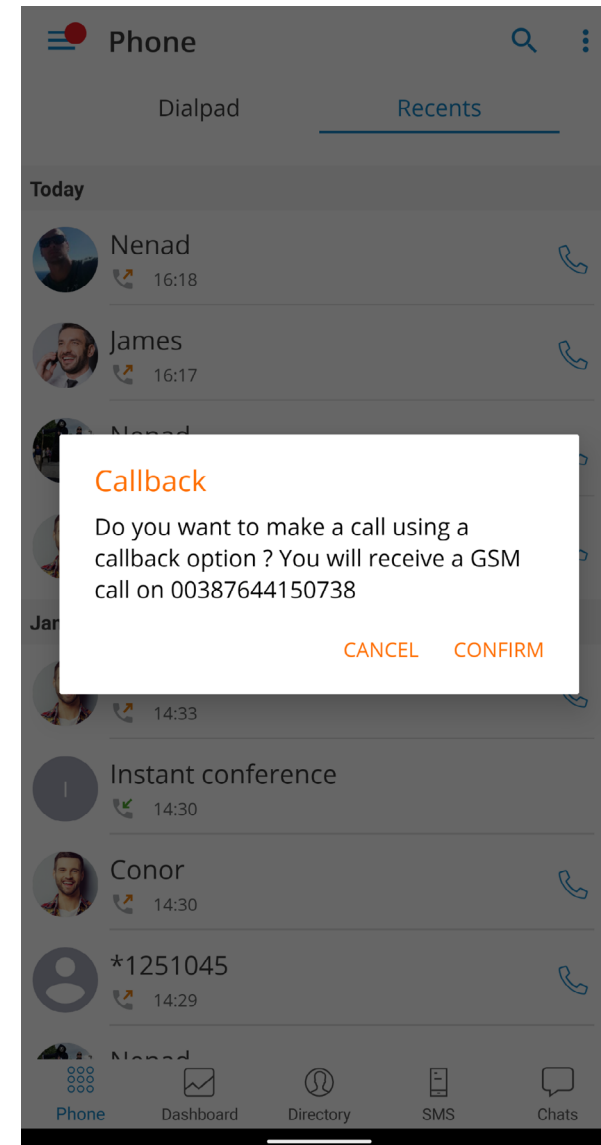 Phone
Dialpad Recents
Today
Nenad
16:18
James
16:17
Nenad
Callback
Do you want to make a call using a
callback option ? You will receive a GSM
call on 00387644150738
CANCEL CONFIRM
14:33
Instant conference
I
14:30
Conor
14:30
*1251045
14:29
Nenad
Phone Dashboard Directory SMS Chats